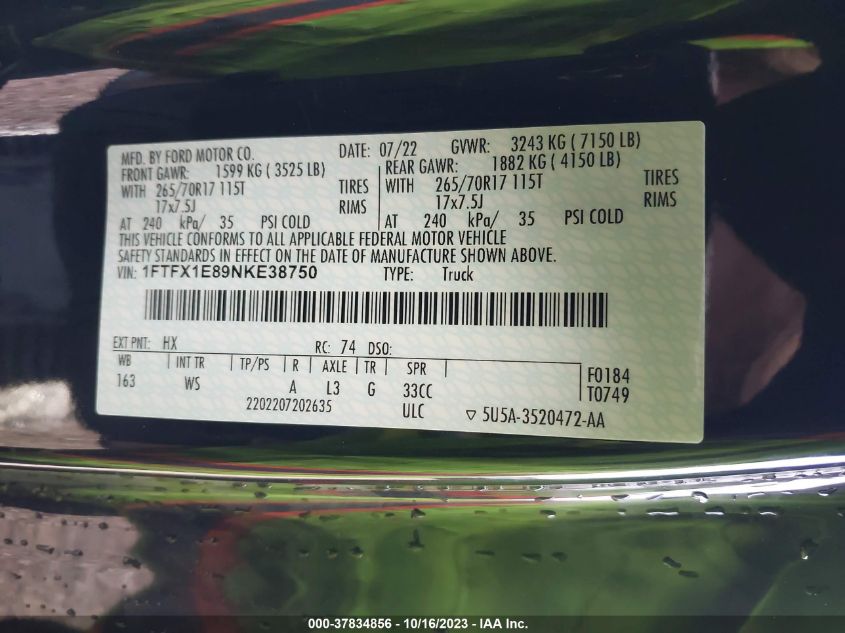 MFD. BY FORD MOTOR CO. DATE: 07/22 GVWR: 3243 KG ( 7150 LB)
FRONT GAWR: 1599 KG ( 3525 LB) REAR GAWR: 1882 KG ( 4150 LB)
WITH 265/70R17 115T TIRES WITH 265/70R17 115T TIRES
17x7.5J RIMS 17x7.5J RIMS
AT 240 kPa/ 35 PSI COLD AT 240 kPa/ 35 PSI COLD
THIS VEHICLE CONFORMS TO ALL APPLICABLE FEDERAL MOTOR VEHICLE
SAFETY STANDARDS IN EFFECT ON THE DATE OF MANUFACTURE SHOWN ABOVE.
VIN: 1FTFX1E89NKE38750 TYPE: Truck
EXT PNT: HX RC: 74 DSO:
WB INT TR TP/PS R AXLE TR SPR F0184
163 WS A L3 G 33CC T0749
2202207202635 ULC ▽ 5U5A-3520472-AA
000-37834856 - 10/16/2023 - IAA Inc.